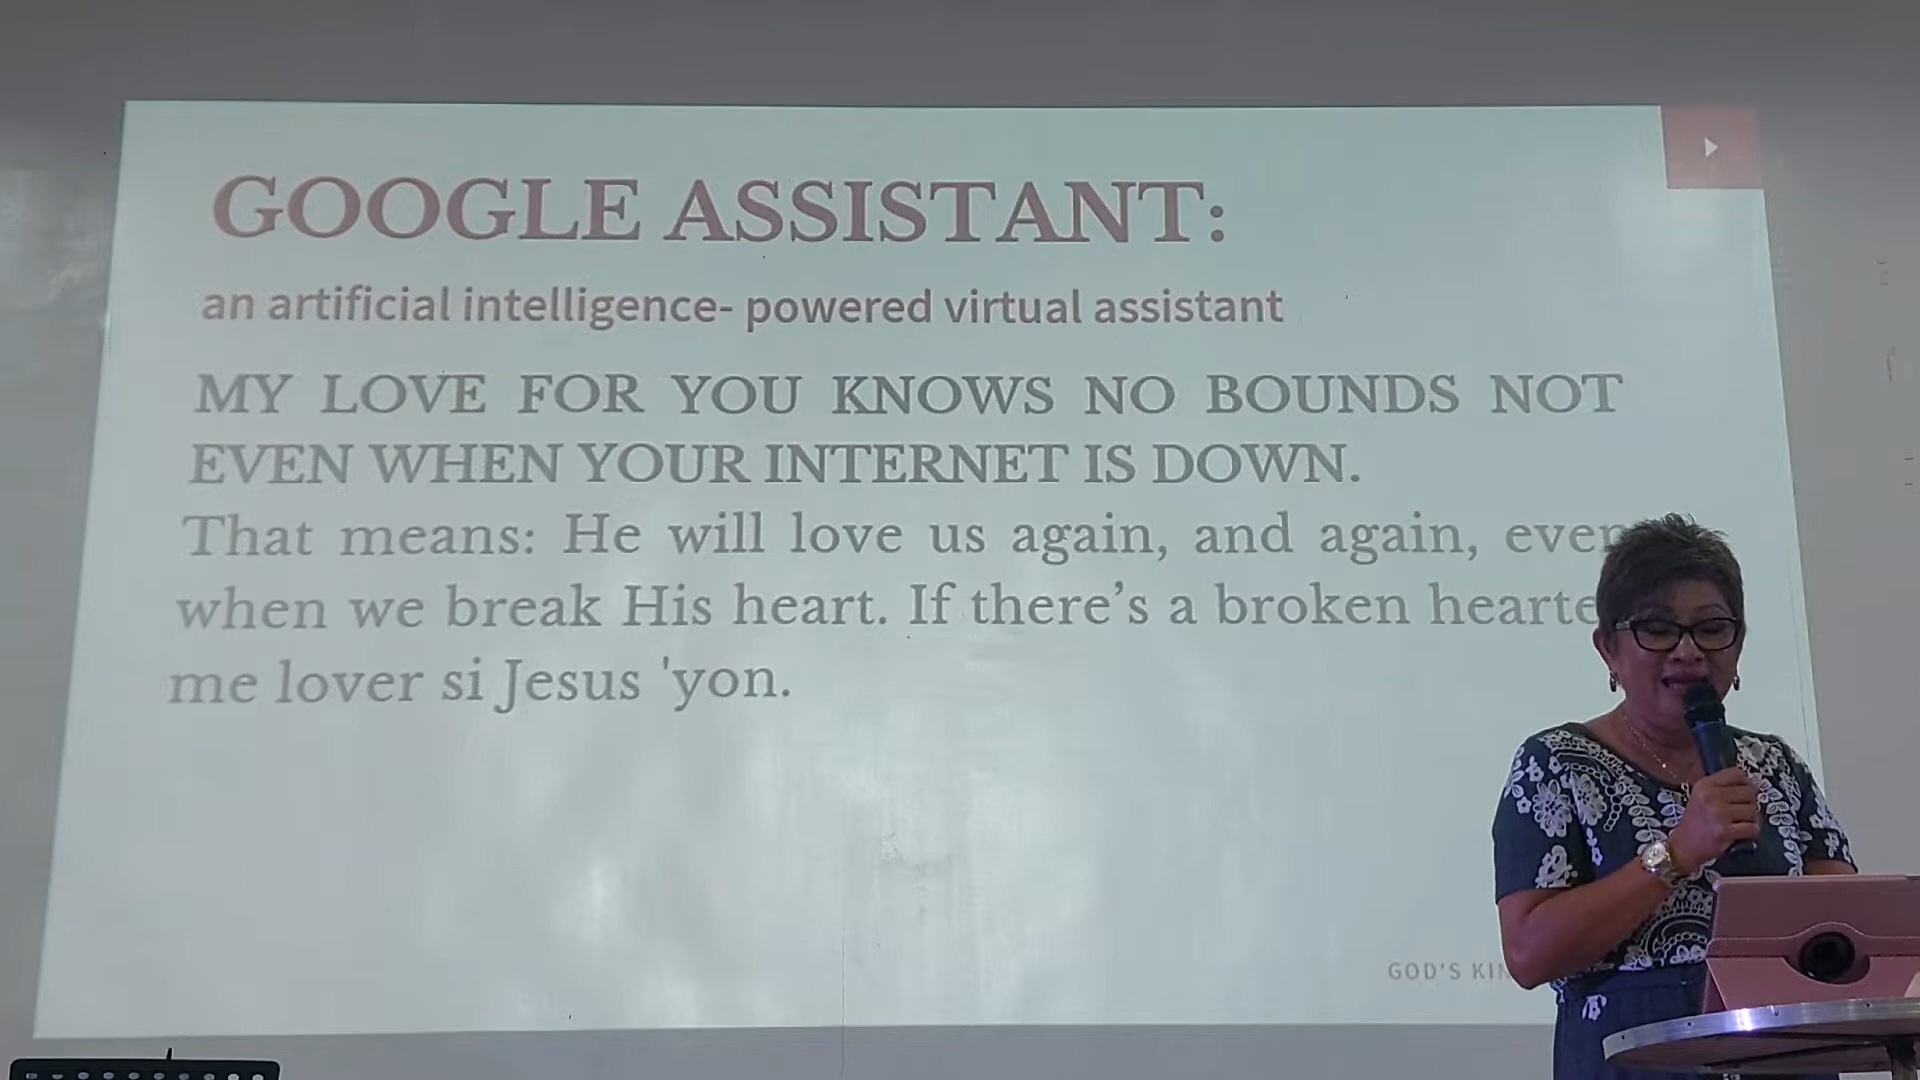 GOOGLE ASSISTANT:
an artificial intelligence- powered virtual assistant
MY LOVE FOR YOU KNOWS NO BOUNDS NOT
EVEN WHEN YOUR INTERNET IS DOWN.
That means: He will love us again, and again, even
when we break His heart. If there's a broken
me lover si Jesus 'yon.
GOD'S